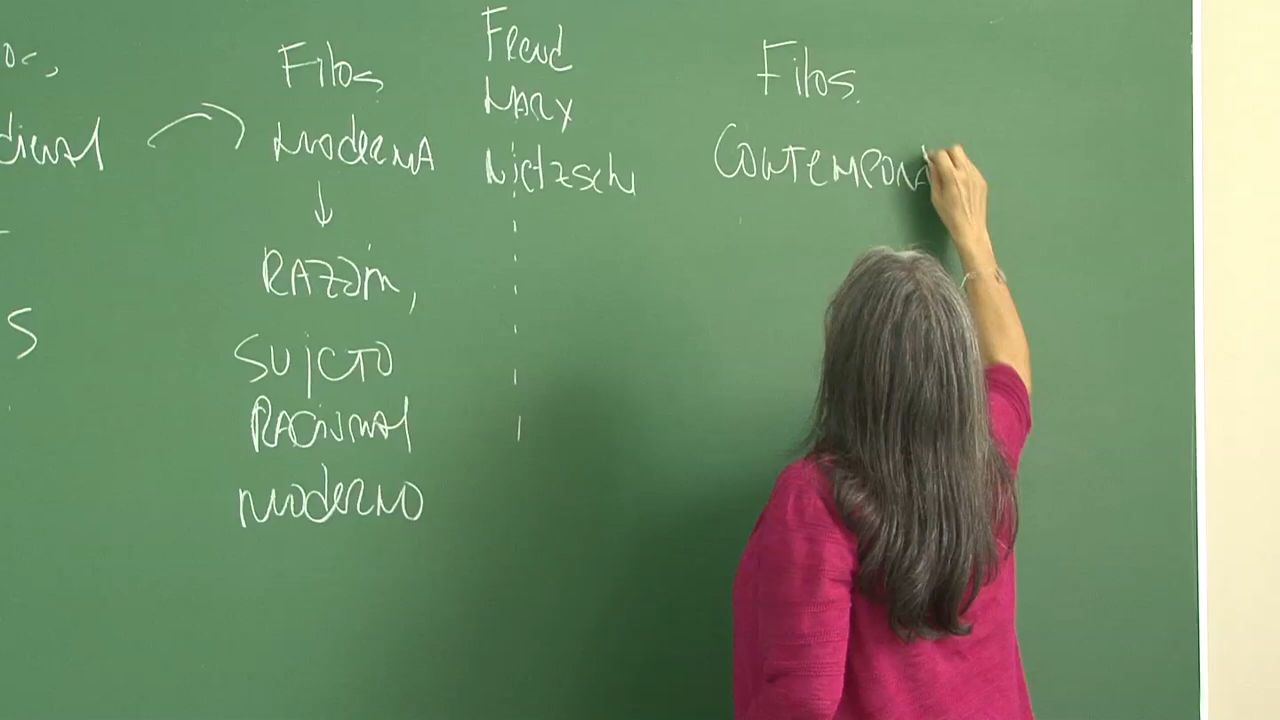 Filos.
moderna
Razón,
sujeto
Racional
moderno
Freud
Marx
Nietzsch
Filos.
Contempora